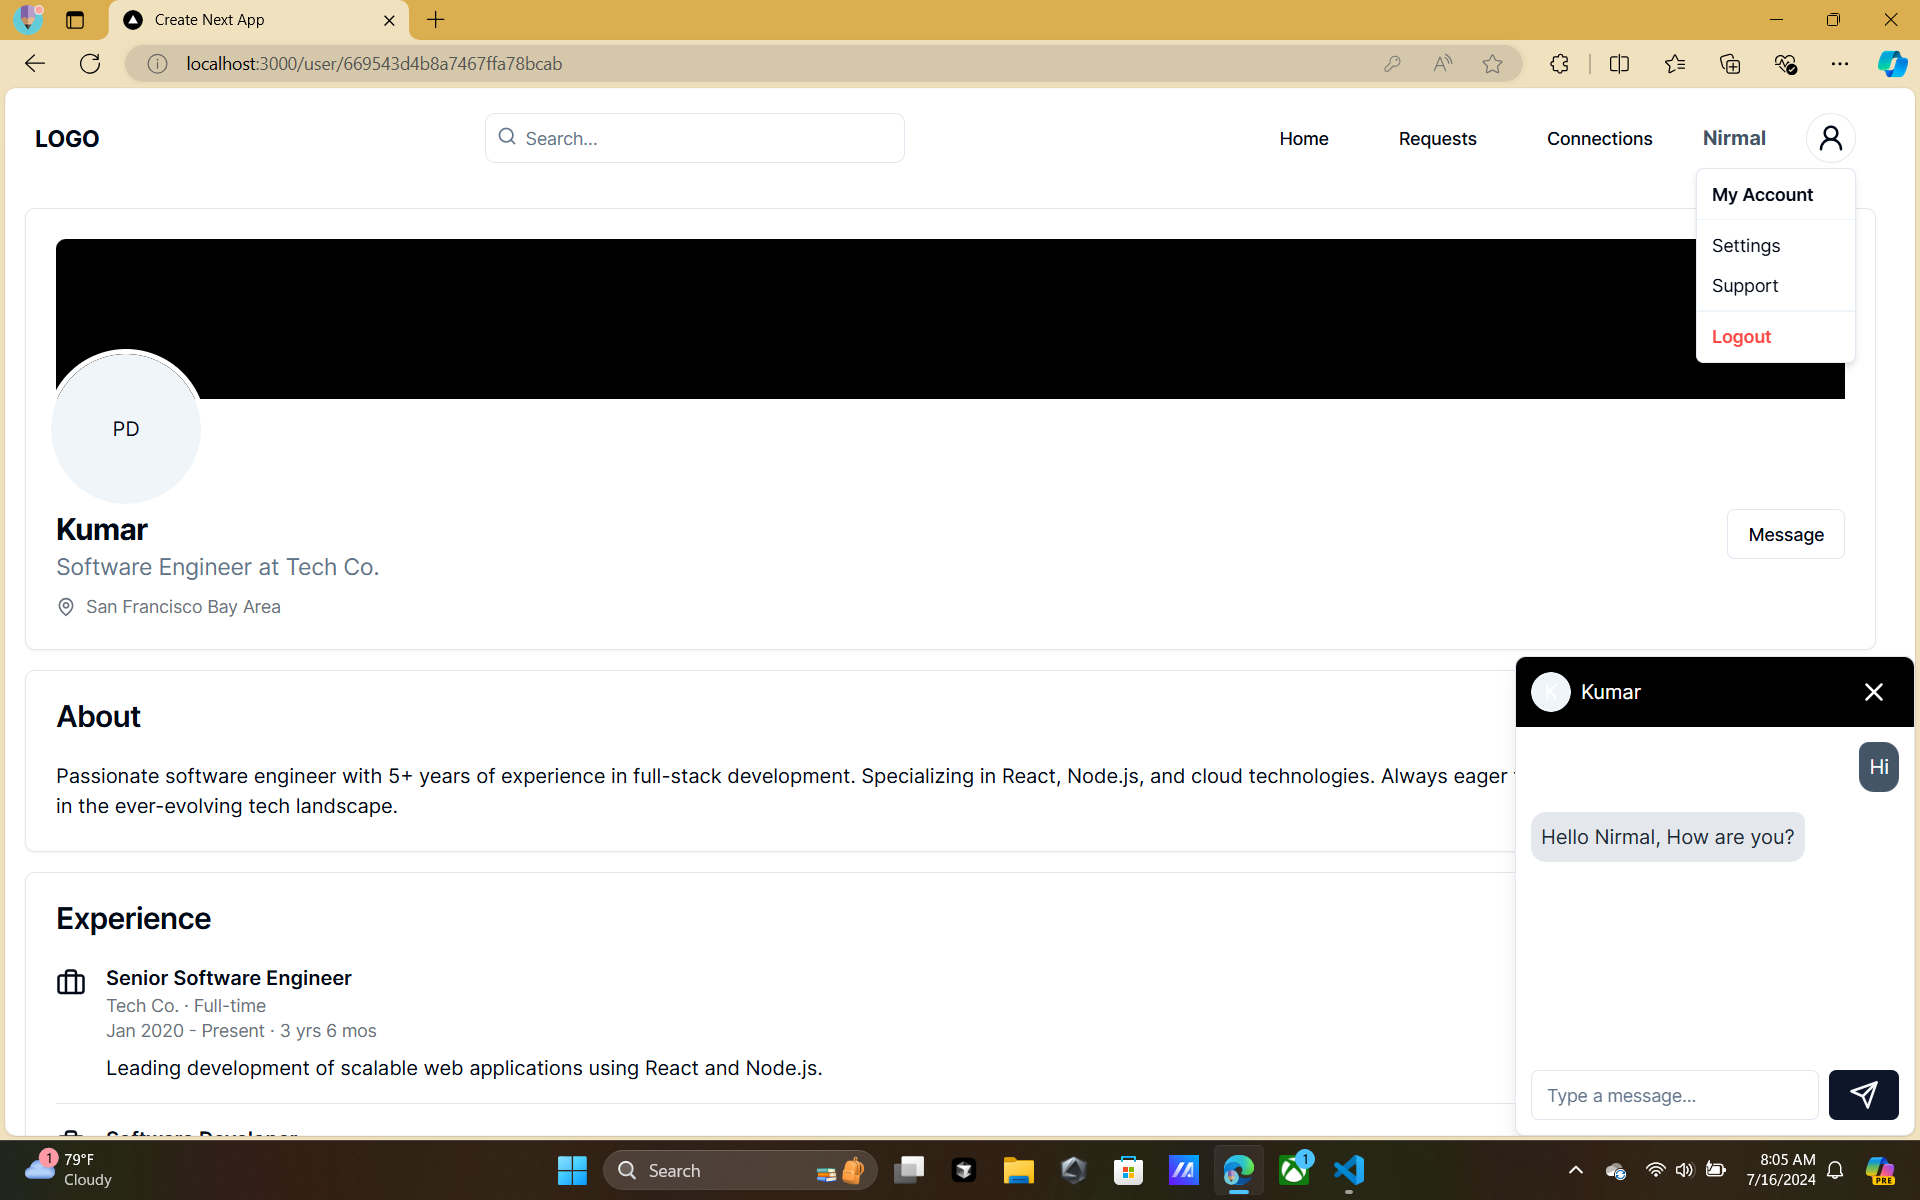 Create Next App
localhost:3000/user/669543d4b8a7467ffa78bcab
LOGO
Search...
Home
Requests
Connections
Nirmal
My Account
Settings
Support
Logout
PD
Kumar
Software Engineer at Tech Co.
San Francisco Bay Area
Message
About
Passionate software engineer with 5+ years of experience in full-stack development. Specializing in React, Node.js, and cloud technologies. Always eager
in the ever-evolving tech landscape.
Experience
Senior Software Engineer
Tech Co. · Full-time
Jan 2020 - Present · 3 yrs 6 mos
Leading development of scalable web applications using React and Node.js.
Software Developer
K
Kumar
Hi
Hello Nirmal, How are you?
Type a message...
1
79°F
Cloudy
Search
1
8:05 AM
7/16/2024
PRE